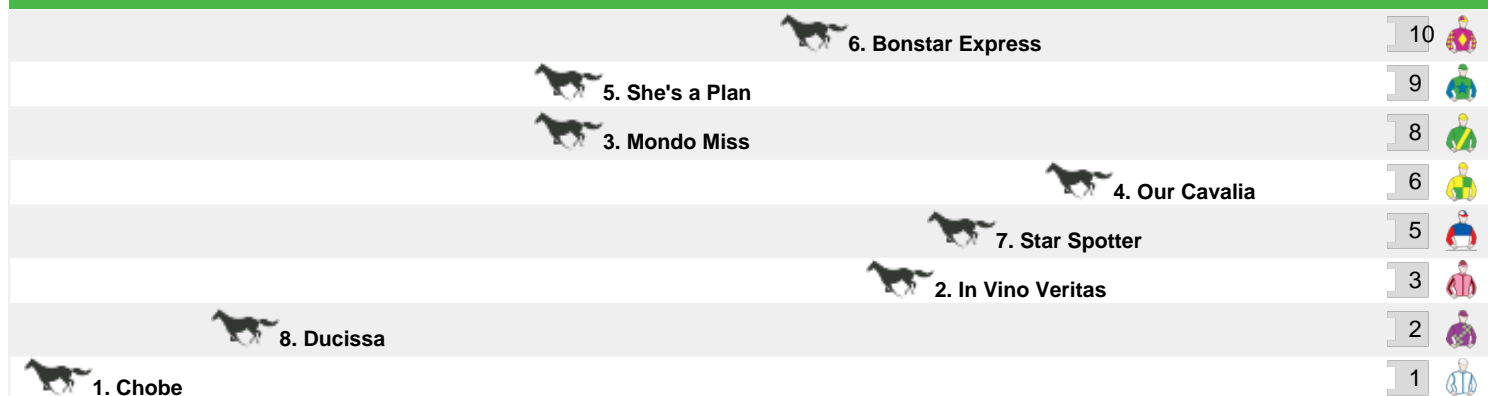 6. Bonstar Express 10
5. She's a Plan 9
3. Mondo Miss 8
4. Our Cavalia 6
7. Star Spotter 5
2. In Vino Veritas 3
8. Ducissa 2
1. Chobe 1